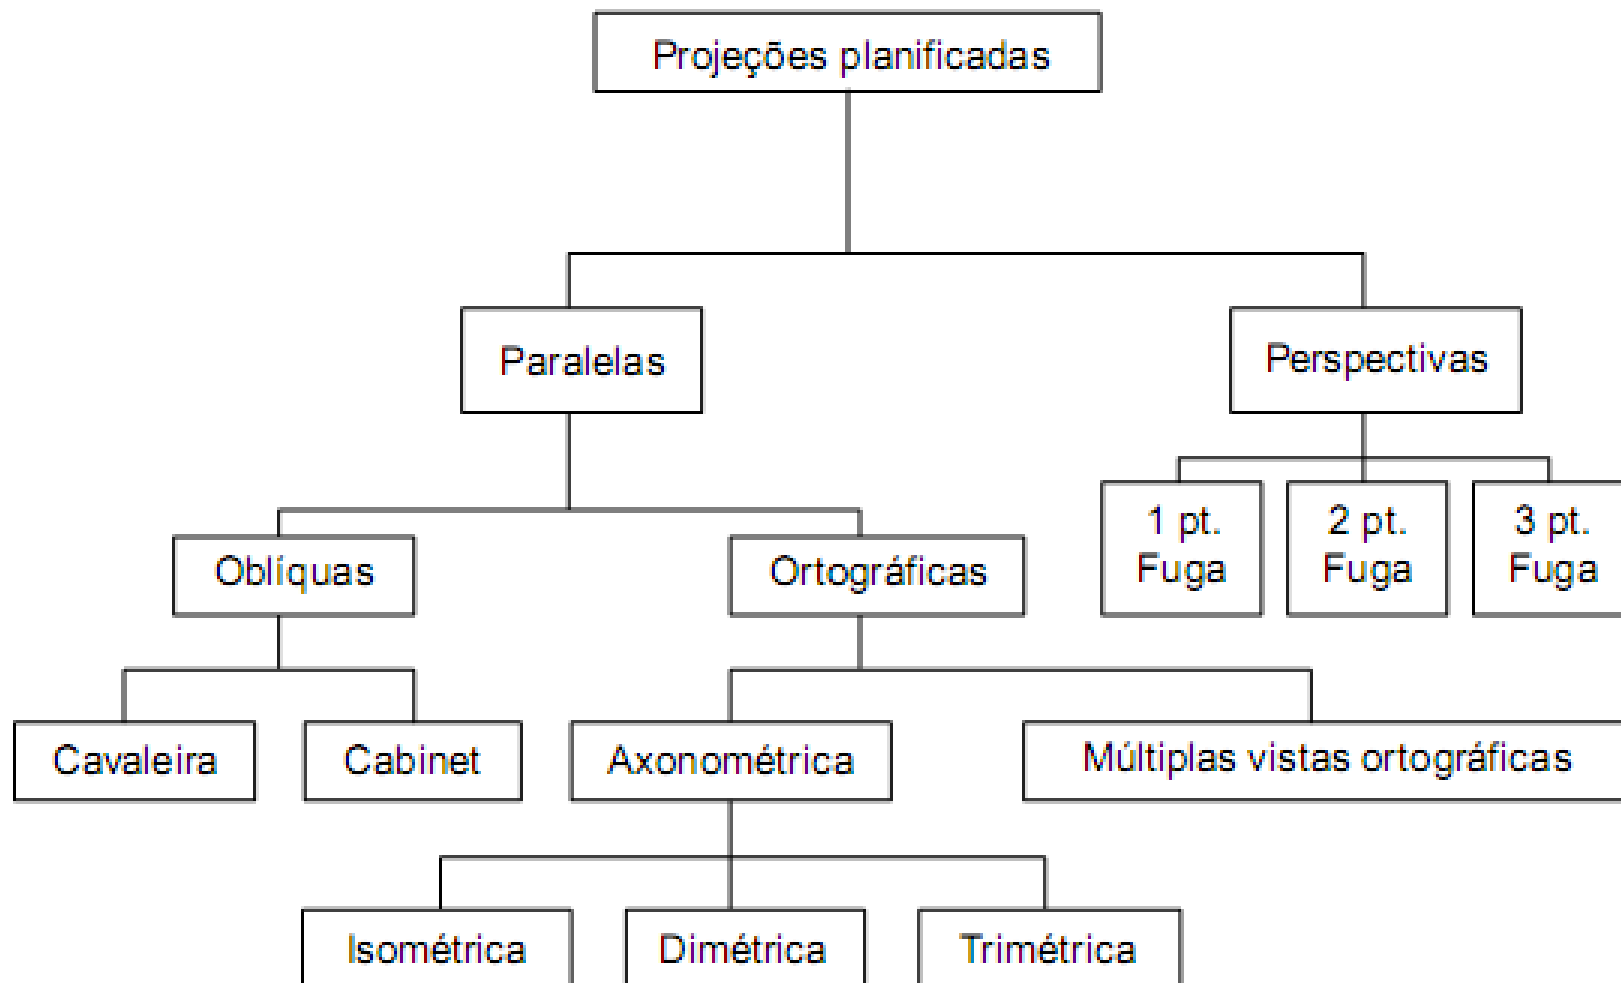 Projeções planificadas
Paralelas
Perspectivas
1 pt.
Fuga
2 pt.
Fuga
3 pt.
Fuga
Oblíquas
Ortográficas
Cavaleira
Cabinet
Axonométrica
Múltiplas vistas ortográficas
Isométrica
Dimétrica
Trimétrica